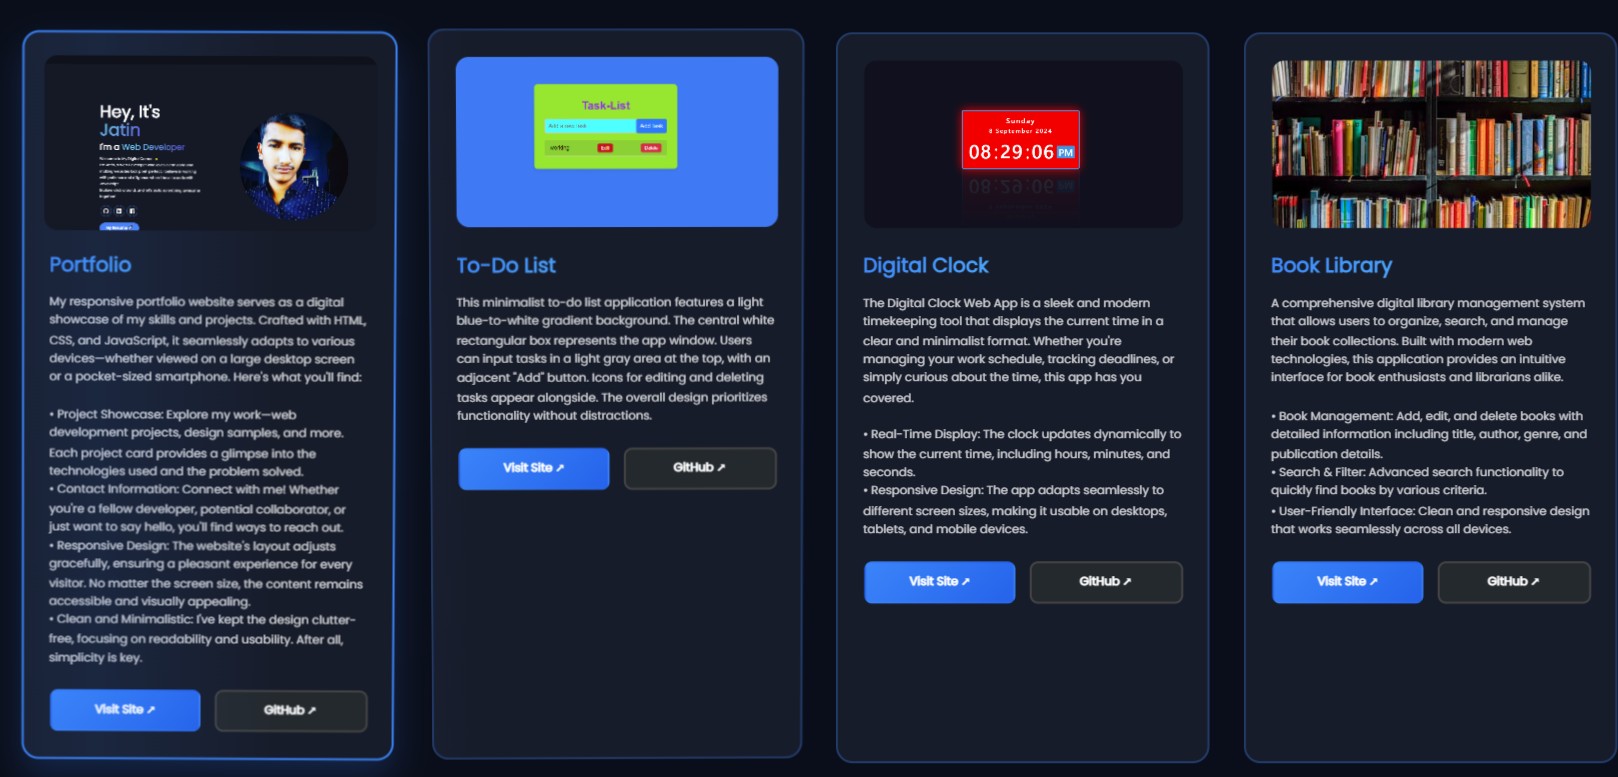 Hey, It's
Jatin
I'm a Web Developer
Portfolio
My responsive portfolio website serves as a digital
showcase of my skills and projects. Crafted with HTML,
CSS, and JavaScript, it seamlessly adapts to various
devices—whether viewed on a large desktop screen
or a pocket-sized smartphone. Here's what you'll find:
• Project Showcase: Explore my work—web
development projects, design samples, and more.
Each project card provides a glimpse into the
technologies used and the problem solved.
• Contact Information: Connect with me! Whether
you're a fellow developer, potential collaborator, or
just want to say hello, you'll find ways to reach out.
• Responsive Design: The website's layout adjusts
gracefully, ensuring a pleasant experience for every
visitor. No matter the screen size, the content remains
accessible and visually appealing.
• Clean and Minimalistic: I've kept the design clutter-
free, focusing on readability and usability. After all,
simplicity is key.
Visit Site ↗
GitHub ↗
Task-List
Add a new task
Add task
working
Edit
Delete
To-Do List
This minimalist to-do list application features a light
blue-to-white gradient background. The central white
rectangular box represents the app window. Users
can input tasks in a light gray area at the top, with an
adjacent "Add" button. Icons for editing and deleting
tasks appear alongside. The overall design prioritizes
functionality without distractions.
Visit Site ↗
GitHub ↗
Sunday
8 September 2024
08:29:06 PM
Digital Clock
The Digital Clock Web App is a sleek and modern
timekeeping tool that displays the current time in a
clear and minimalist format. Whether you're
managing your work schedule, tracking deadlines, or
simply curious about the time, this app has you
covered.
• Real-Time Display: The clock updates dynamically to
show the current time, including hours, minutes, and
seconds.
• Responsive Design: The app adapts seamlessly to
different screen sizes, making it usable on desktops,
tablets, and mobile devices.
Visit Site ↗
GitHub ↗
Book Library
A comprehensive digital library management system
that allows users to organize, search, and manage
their book collections. Built with modern web
technologies, this application provides an intuitive
interface for book enthusiasts and librarians alike.
• Book Management: Add, edit, and delete books with
detailed information including title, author, genre, and
publication details.
• Search & Filter: Advanced search functionality to
quickly find books by various criteria.
• User-Friendly Interface: Clean and responsive design
that works seamlessly across all devices.
Visit Site ↗
GitHub ↗